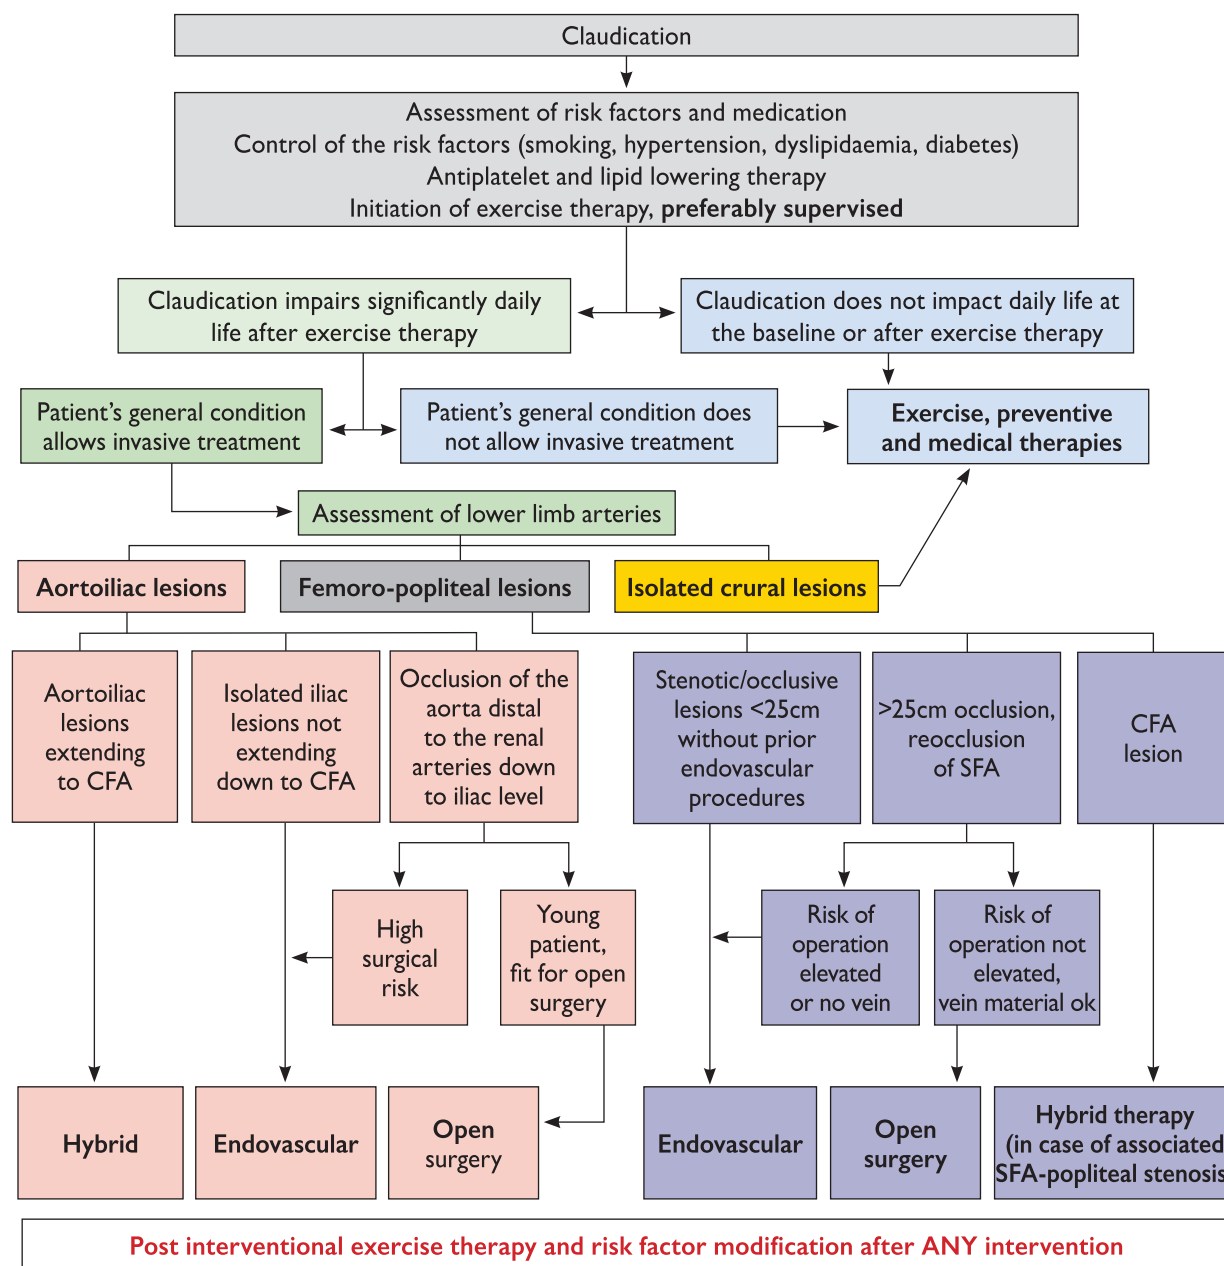 Claudication
Assessment of risk factors and medication
Control of the risk factors (smoking, hypertension, dyslipidaemia, diabetes)
Antiplatelet and lipid lowering therapy
Initiation of exercise therapy, preferably supervised
Claudication impairs significantly daily
life after exercise therapy
Claudication does not impact daily life at
the baseline or after exercise therapy
Patient’s general condition
allows invasive treatment
Patient’s general condition does
not allow invasive treatment
Exercise, preventive
and medical therapies
Assessment of lower limb arteries
Aortoiliac lesions
Femoro-popliteal lesions
Isolated crural lesions
Aortoiliac
lesions
extending
to CFA
Isolated iliac
lesions not
extending
down to CFA
Occlusion of the
aorta distal
to the renal
arteries down
to iliac level
Stenotic/occlusive
lesions <25cm
without prior
endovascular
procedures
>25cm occlusion,
reocclusion
of SFA
CFA
lesion
High
surgical
risk
Young
patient,
fit for open
surgery
Risk of
operation
elevated
or no vein
Risk of
operation not
elevated,
vein material ok
Hybrid
Endovascular
Open
surgery
Endovascular
Open
surgery
Hybrid therapy
(in case of associated
SFA-popliteal stenosis
Post interventional exercise therapy and risk factor modification after ANY intervention